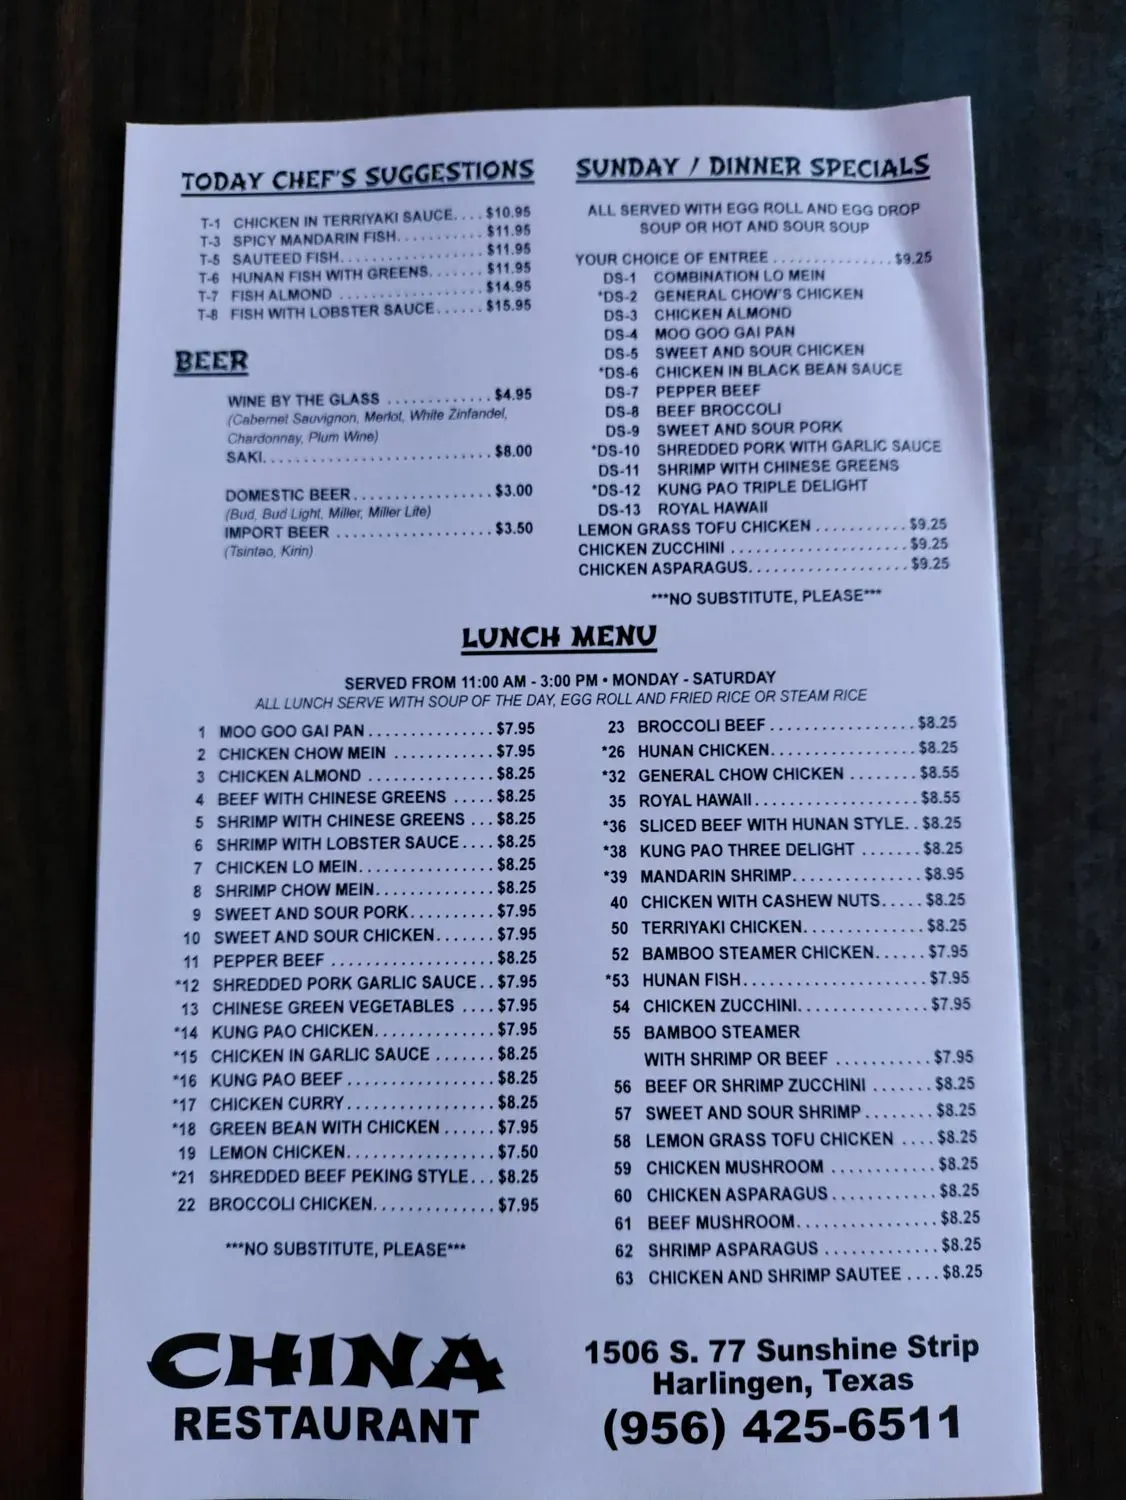 TODAY CHEF'S SUGGESTIONS
T-1 CHICKEN IN TERRIYAKI SAUCE.... $10.95
T-3 SPICY MANDARIN FISH.......... $11.95
T-5 SAUTEED FISH................. $11.95
T-6 HUNAN FISH WITH GREENS....... $11.95
T-7 FISH ALMOND ................. $14.95
T-8 FISH WITH LOBSTER SAUCE...... $15.95
BEER
WINE BY THE GLASS ............. $4.95
(Cabernet Sauvignon, Merlot, White Zinfandel,
Chardonnay, Plum Wine)
SAKI............................ $8.00
DOMESTIC BEER................. $3.00
(Bud, Bud Light, Miller, Miller Lite)
IMPORT BEER ................... $3.50
(Tsintao, Kirin)
SUNDAY / DINNER SPECIALS
ALL SERVED WITH EGG ROLL AND EGG DROP
SOUP OR HOT AND SOUR SOUP
YOUR CHOICE OF ENTREE ............... $9.25
DS-1 COMBINATION LO MEIN
*DS-2 GENERAL CHOW'S CHICKEN
DS-3 CHICKEN ALMOND
DS-4 MOO GOO GAI PAN
DS-5 SWEET AND SOUR CHICKEN
*DS-6 CHICKEN IN BLACK BEAN SAUCE
DS-7 PEPPER BEEF
DS-8 BEEF BROCCOLI
DS-9 SWEET AND SOUR PORK
*DS-10 SHREDDED PORK WITH GARLIC SAUCE
DS-11 SHRIMP WITH CHINESE GREENS
*DS-12 KUNG PAO TRIPLE DELIGHT
DS-13 ROYAL HAWAII
LEMON GRASS TOFU CHICKEN ........... $9.25
CHICKEN ZUCCHINI ..................... $9.25
CHICKEN ASPARAGUS................... $9.25
***NO SUBSTITUTE, PLEASE***
LUNCH MENU
SERVED FROM 11:00 AM - 3:00 PM • MONDAY - SATURDAY
ALL LUNCH SERVE WITH SOUP OF THE DAY, EGG ROLL AND FRIED RICE OR STEAM RICE
1 MOO GOO GAI PAN............... $7.95
2 CHICKEN CHOW MEIN ............ $7.95
3 CHICKEN ALMOND ............... $8.25
4 BEEF WITH CHINESE GREENS ..... $8.25
5 SHRIMP WITH CHINESE GREENS ... $8.25
6 SHRIMP WITH LOBSTER SAUCE.... $8.25
7 CHICKEN LO MEIN............... $8.25
8 SHRIMP CHOW MEIN............. $8.25
9 SWEET AND SOUR PORK.......... $7.95
10 SWEET AND SOUR CHICKEN....... $7.95
11 PEPPER BEEF ................. $8.25
*12 SHREDDED PORK GARLIC SAUCE.. $7.95
13 CHINESE GREEN VEGETABLES .... $7.95
*14 KUNG PAO CHICKEN............. $7.95
*15 CHICKEN IN GARLIC SAUCE ....... $8.25
*16 KUNG PAO BEEF................ $8.25
*17 CHICKEN CURRY................ $8.25
*18 GREEN BEAN WITH CHICKEN ...... $7.95
19 LEMON CHICKEN................ $7.50
*21 SHREDDED BEEF PEKING STYLE... $8.25
22 BROCCOLI CHICKEN............. $7.95
***NO SUBSTITUTE, PLEASE***
23 BROCCOLI BEEF ................ $8.25
*26 HUNAN CHICKEN................ $8.25
*32 GENERAL CHOW CHICKEN ........ $8.55
35 ROYAL HAWAII.................. $8.55
*36 SLICED BEEF WITH HUNAN STYLE.. $8.25
*38 KUNG PAO THREE DELIGHT ....... $8.25
*39 MANDARIN SHRIMP.............. $8.95
40 CHICKEN WITH CASHEW NUTS..... $8.25
50 TERRIYAKI CHICKEN............. $8.25
52 BAMBOO STEAMER CHICKEN...... $7.95
*53 HUNAN FISH.................... $7.95
54 CHICKEN ZUCCHINI.............. $7.95
55 BAMBOO STEAMER
WITH SHRIMP OR BEEF ........... $7.95
56 BEEF OR SHRIMP ZUCCHINI ....... $8.25
57 SWEET AND SOUR SHRIMP........ $8.25
58 LEMON GRASS TOFU CHICKEN .... $8.25
59 CHICKEN MUSHROOM ............ $8.25
60 CHICKEN ASPARAGUS............ $8.25
61 BEEF MUSHROOM................ $8.25
62 SHRIMP ASPARAGUS ............. $8.25
63 CHICKEN AND SHRIMP SAUTEE .... $8.25
CHINA
RESTAURANT
1506 S. 77 Sunshine Strip
Harlingen, Texas
(956) 425-6511